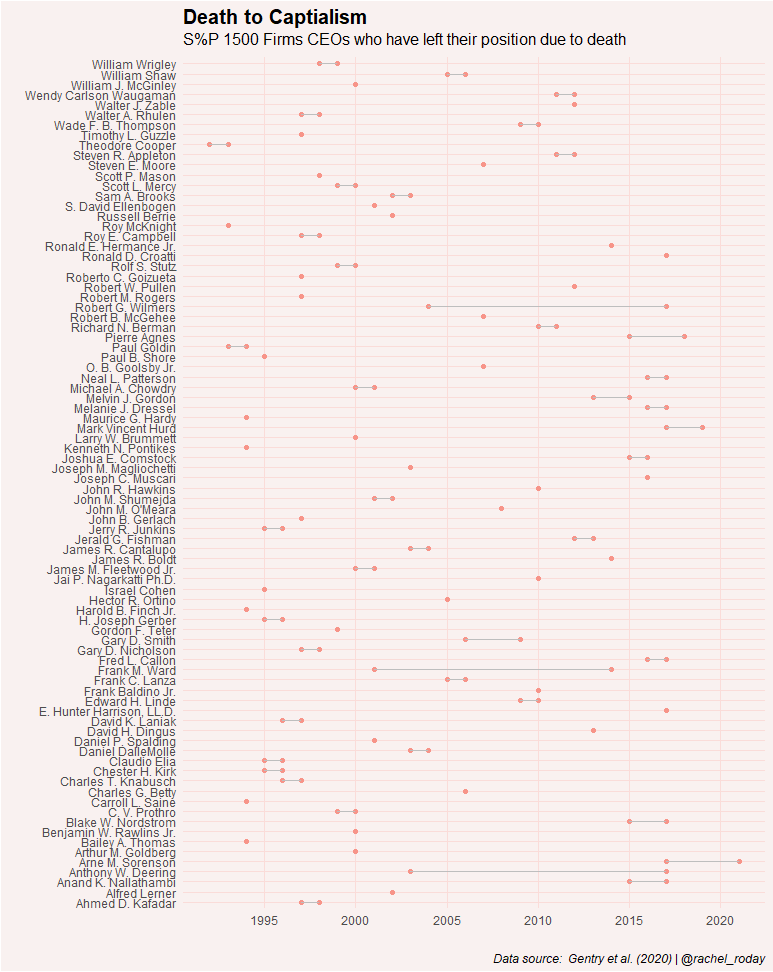 Death to Captialism
S%P 1500 Firms CEOs who have left their position due to death
William Wrigley
William Shaw
William J. McGinley
Wendy Carlson Waugaman
Walter J. Zable
Walter A. Rhulen
Wade F. B. Thompson
Timothy L. Guzzle
Theodore Cooper
Steven R. Appleton
Steven E. Moore
Scott P. Mason
Scott L. Mercy
Sam A. Brooks
S. David Ellenbogen
Russell Berrie
Roy McKnight
Roy E. Campbell
Ronald E. Hermance Jr.
Ronald D. Croatti
Rolf S. Stutz
Roberto C. Goizueta
Robert W. Pullen
Robert M. Rogers
Robert G. Wilmers
Robert B. McGehee
Richard N. Berman
Pierre Agnes
Paul Goldin
Paul B. Shore
O. B. Goolsby Jr.
Neal L. Patterson
Michael A. Chowdry
Melvin J. Gordon
Melanie J. Dressel
Maurice G. Hardy
Mark Vincent Hurd
Larry W. Brummett
Kenneth N. Pontikes
Joshua E. Comstock
Joseph M. Magliochetti
Joseph C. Muscari
John R. Hawkins
John M. Shumejda
John M. O'Meara
John B. Gerlach
Jerry R. Junkins
Jerald G. Fishman
James R. Cantalupo
James R. Boldt
James M. Fleetwood Jr.
Jai P. Nagarkatti Ph.D.
Israel Cohen
Hector R. Ortino
Harold B. Finch Jr.
H. Joseph Gerber
Gordon F. Teter
Gary D. Smith
Gary D. Nicholson
Fred L. Callon
Frank M. Ward
Frank C. Lanza
Frank Baldino Jr.
Edward H. Linde
E. Hunter Harrison, LL.D.
David K. Laniak
David H. Dingus
Daniel P. Spalding
Daniel DalleMolle
Claudio Elia
Chester H. Kirk
Charles T. Knabusch
Charles G. Betty
Carroll L. Saine
C. V. Prothro
Blake W. Nordstrom
Benjamin W. Rawlins Jr.
Bailey A. Thomas
Arthur M. Goldberg
Arne M. Sorenson
Anthony W. Deering
Anand K. Nallathambi
Alfred Lerner
Ahmed D. Kafadar
1995 2000 2005 2010 2015 2020
Data source: Gentry et al. (2020) | @rachel_roday